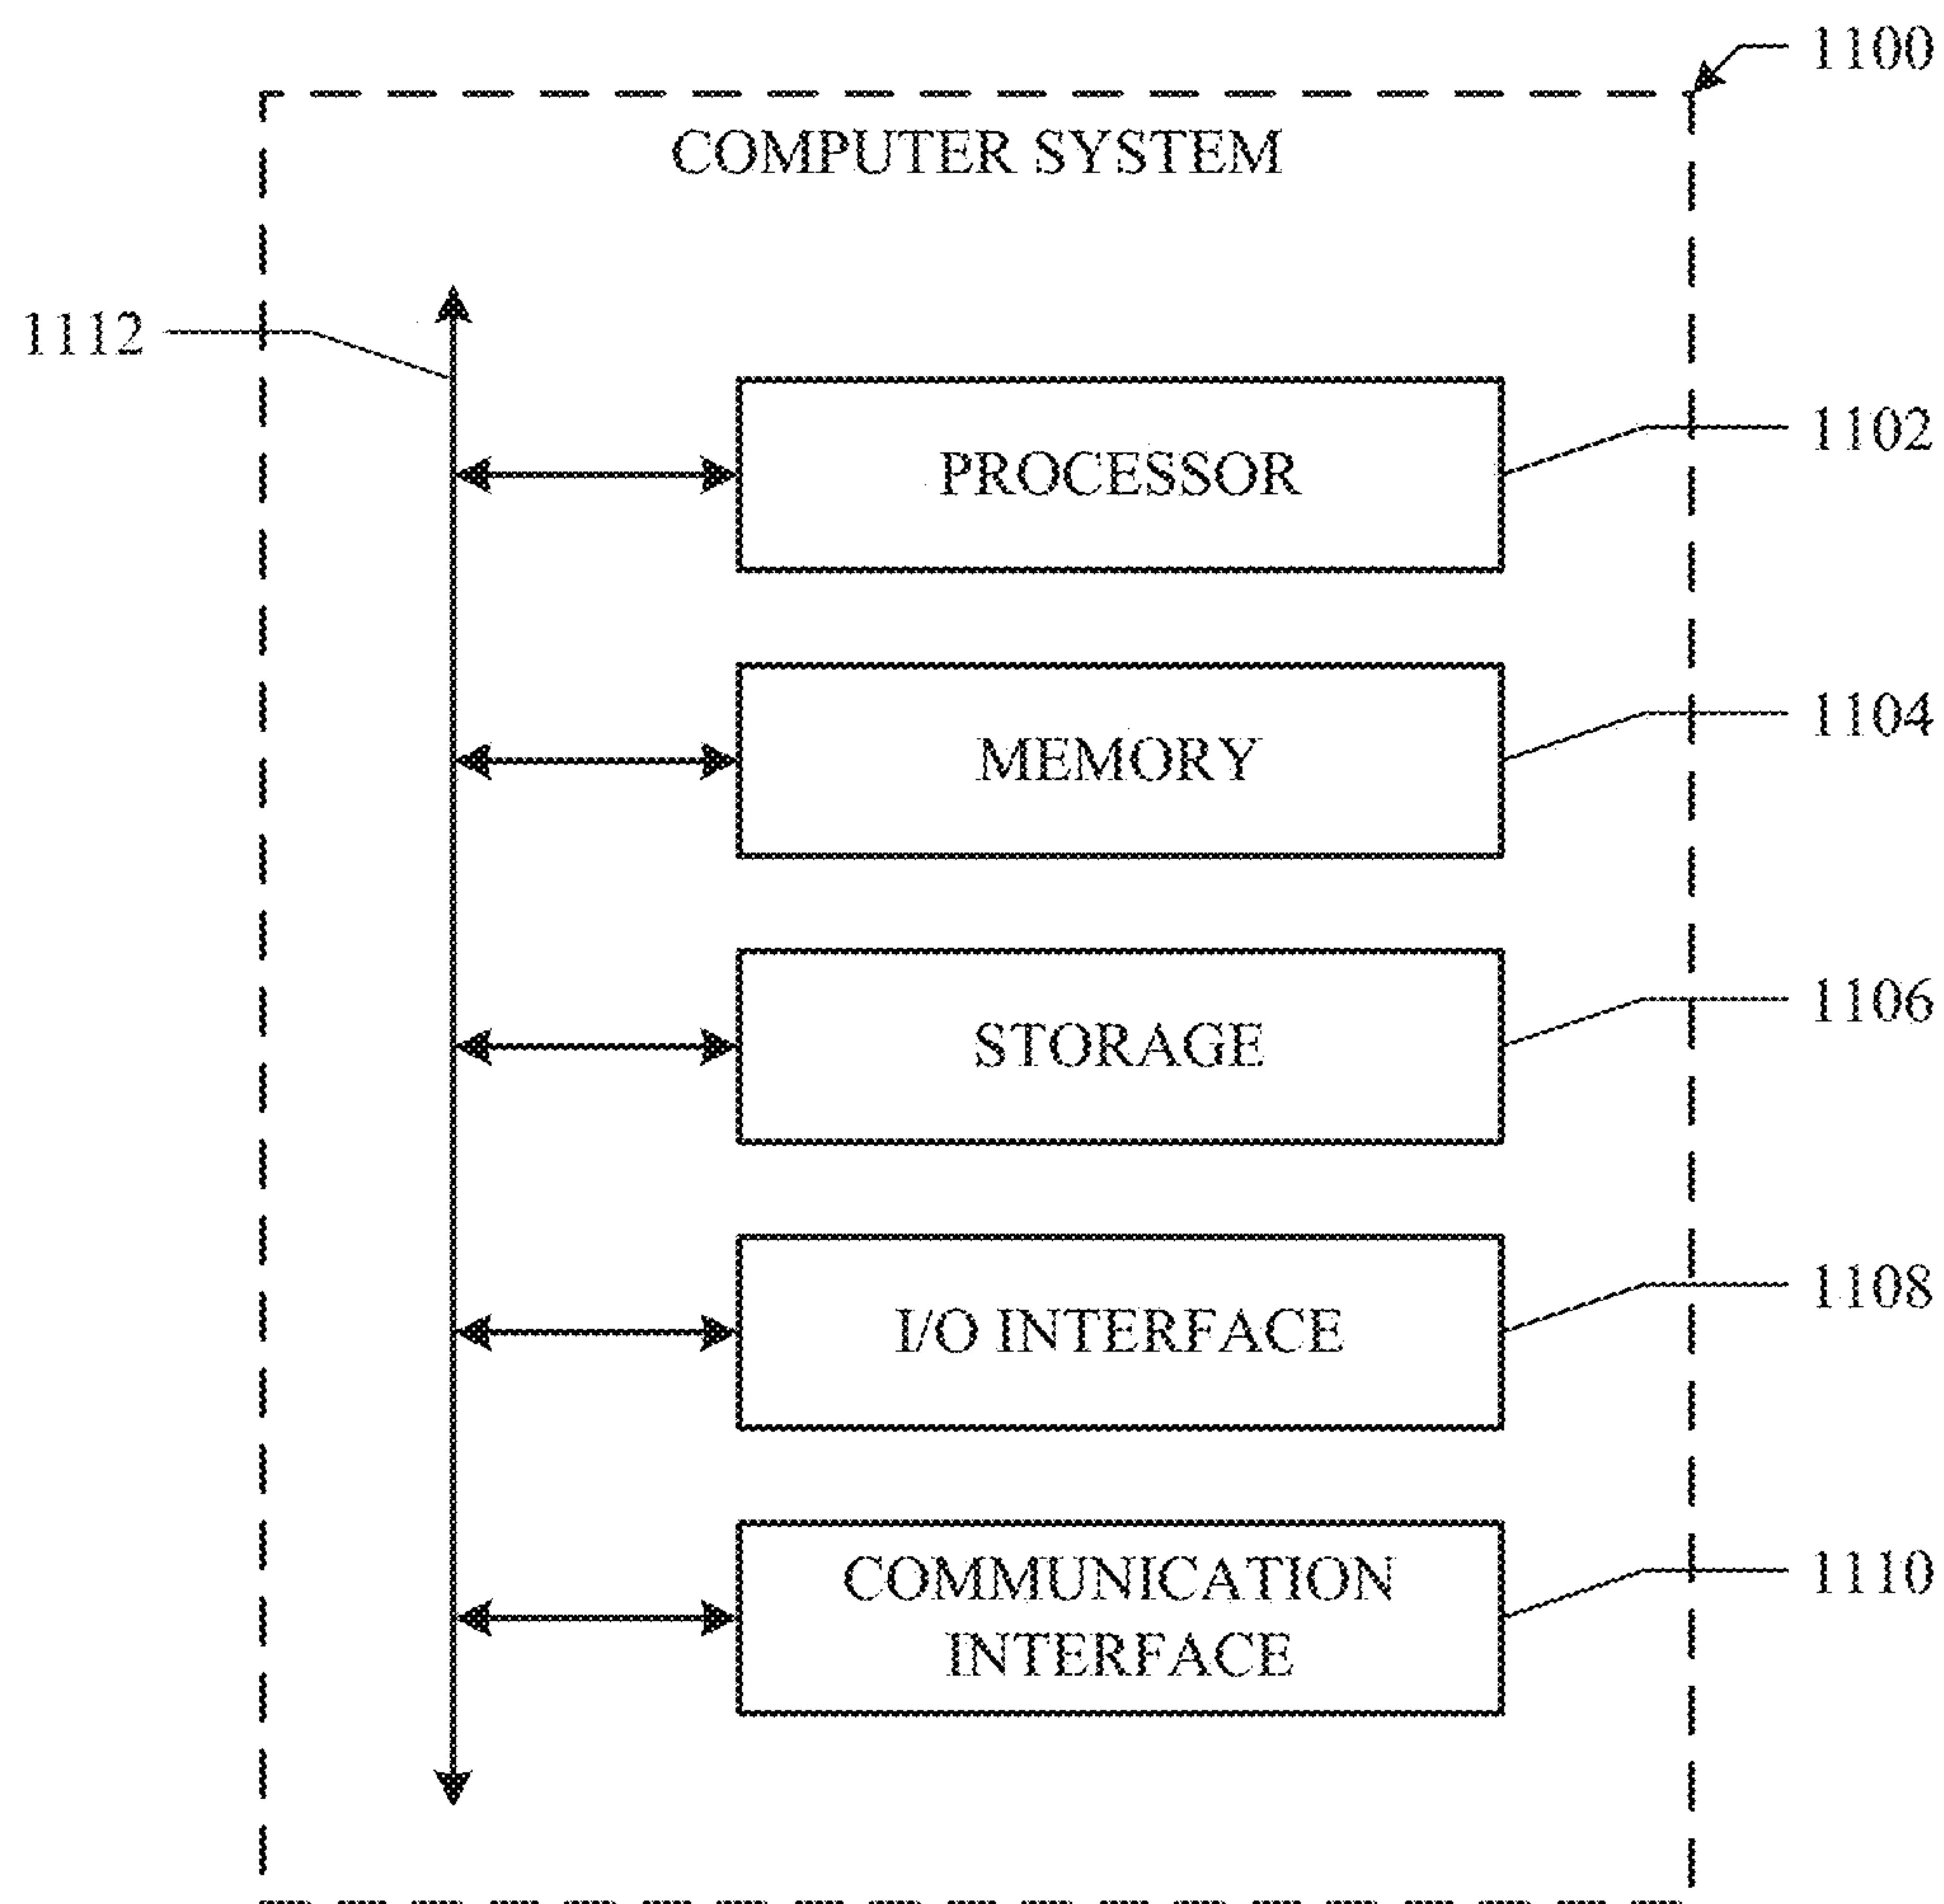 1100
COMPUTER SYSTEM
1112
1102
PROCESSOR
1104
MEMORY
1106
STORAGE
1108
I/O INTERFACE
1110
COMMUNICATION
INTERFACE